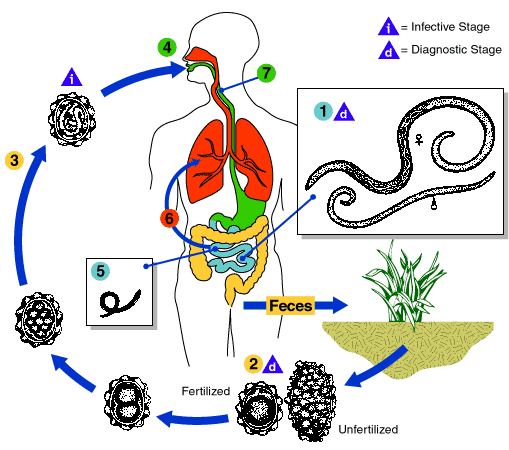 i = Infective Stage
d = Diagnostic Stage
4
7
i
1 d
♀
3
6
5
Feces
2 d
Fertilized
Unfertilized